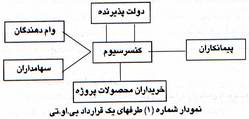 دولت پذیرنده
وام دهندگان
پیمانکاران
کنسرسیوم
سهامداران
خریداران محصولات پروژه
نمودار شماره (۱) طرفهای یک قرارداد بی.او.تی